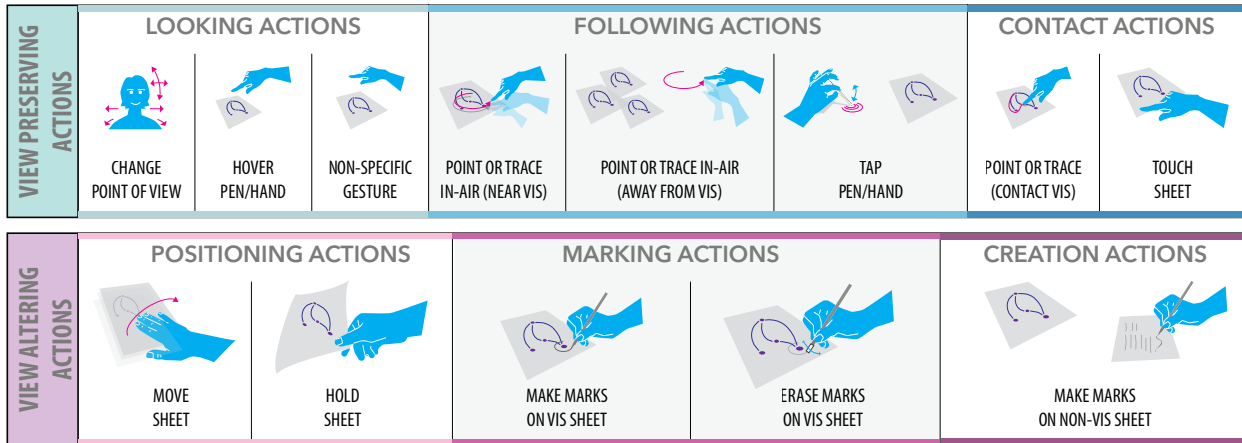 VIEW PRESERVING
ACTIONS
LOOKING ACTIONS
CHANGE
POINT OF VIEW
HOVER
PEN/HAND
NON-SPECIFIC
GESTURE
FOLLOWING ACTIONS
POINT OR TRACE
IN-AIR (NEAR VIS)
POINT OR TRACE IN-AIR
(AWAY FROM VIS)
TAP
PEN/HAND
CONTACT ACTIONS
POINT OR TRACE
(CONTACT VIS)
TOUCH
SHEET
VIEW ALTERING
ACTIONS
POSITIONING ACTIONS
MOVE
SHEET
HOLD
SHEET
MARKING ACTIONS
MAKE MARKS
ON VIS SHEET
ERASE MARKS
ON VIS SHEET
CREATION ACTIONS
MAKE MARKS
ON NON-VIS SHEET